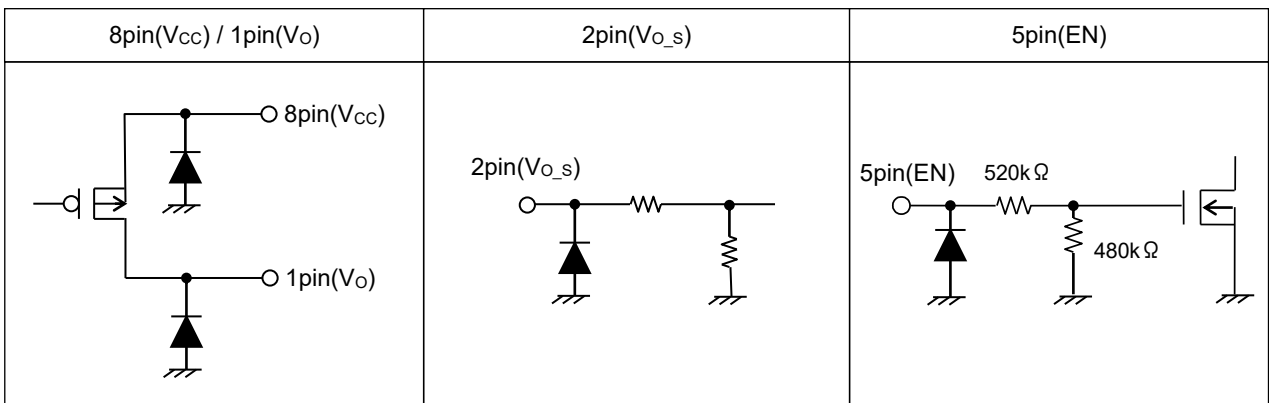 8pin(VCC) / 1pin(VO)
2pin(VO_S)
5pin(EN)
8pin(VCC)
1pin(VO)
2pin(VO_S)
5pin(EN)
520kΩ
480kΩ